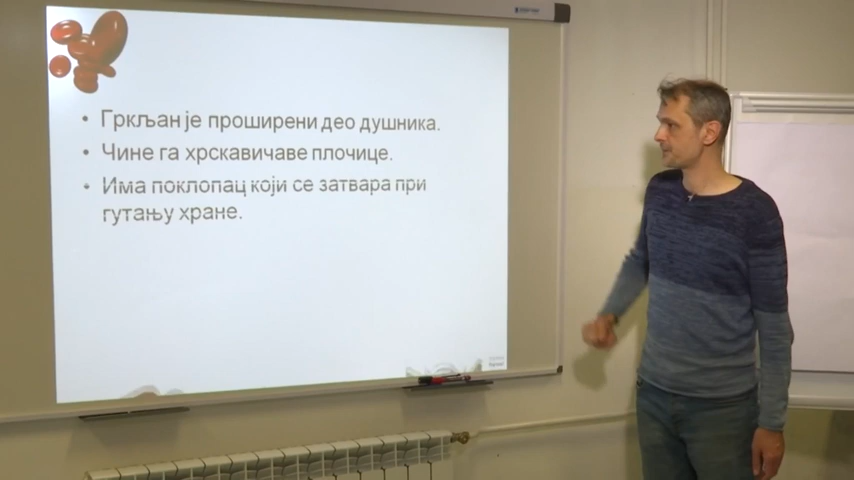 • Гркљан је проширени део душника.
• Чине га хрскавичаве плочице.
• Има поклопац који се затвара при
гутању хране.